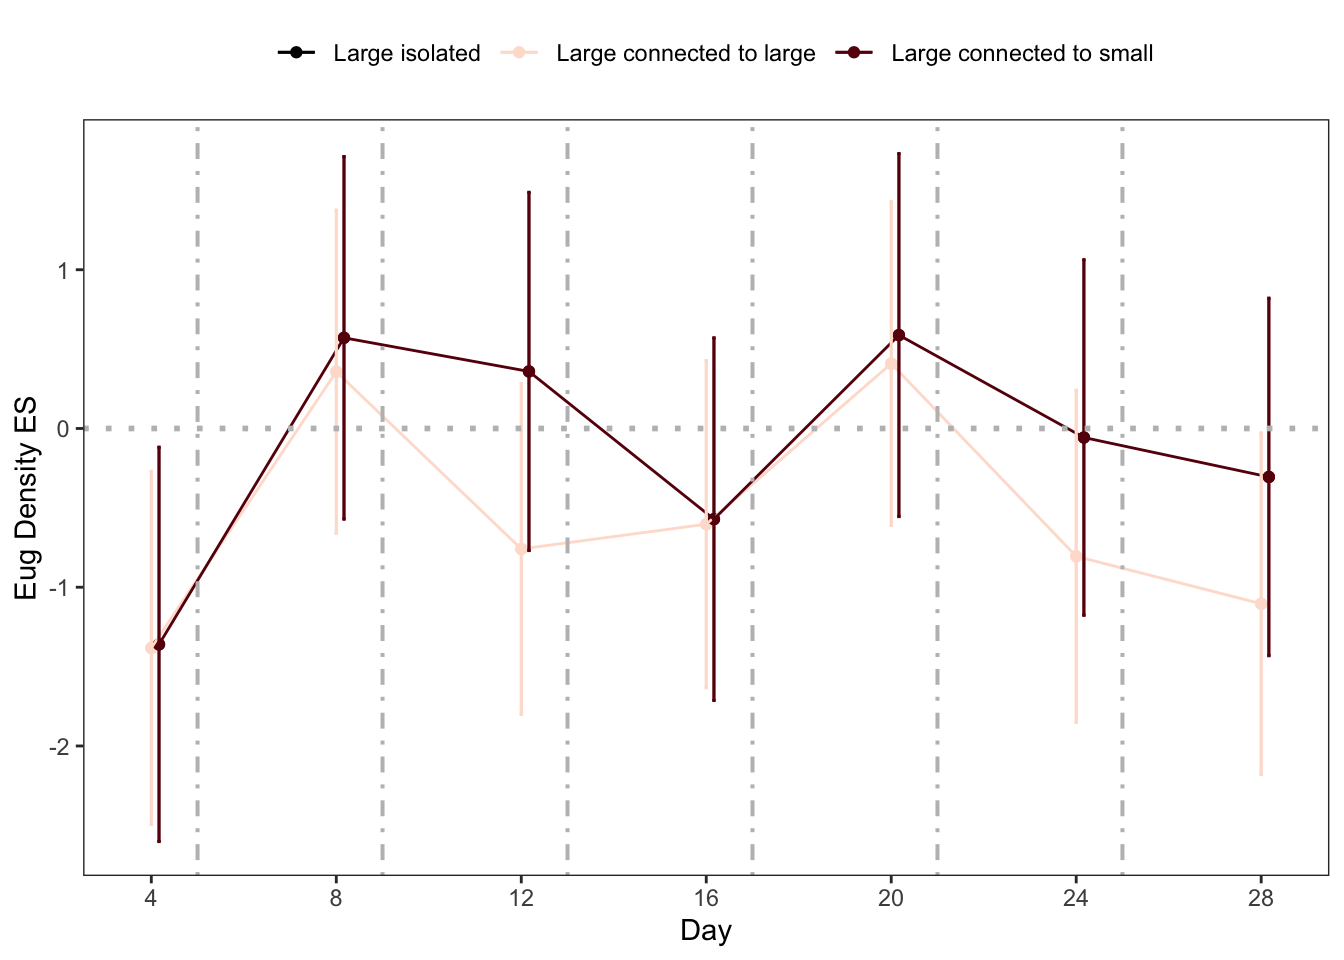 Large isolated Large connected to large Large connected to small
Eug Density ES
1
0
-1
-2
4 8 12 16 20 24 28
Day